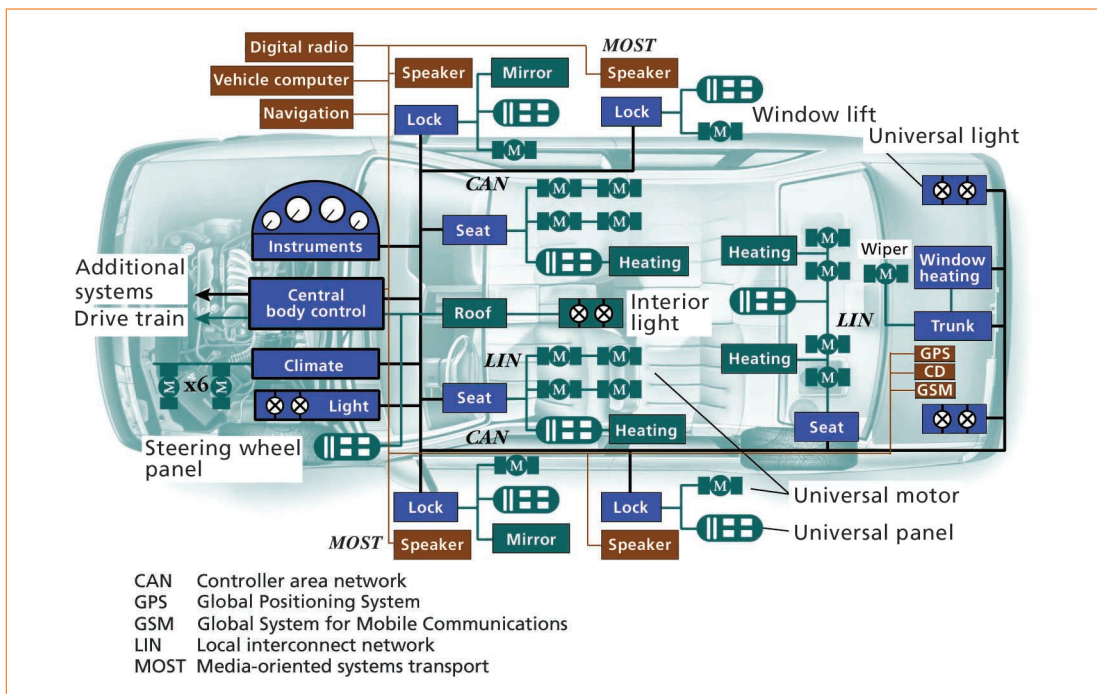 Digital radio
MOST
Vehicle computer
Speaker
Mirror
Speaker
Navigation
Lock
Lock
Window lift
M
M
Universal light
CAN
M
M
Seat
M
M
Instruments
Heating
Heating
M
Wiper
Window
heating
Additional
systems
Central
body control
M
M
Drive train
Roof
Interior
light
LIN
Trunk
LIN
M
M
Heating
M
GPS
Climate
CD
M
x6
M
Seat
M
M
M
GSM
Light
Heating
Seat
Steering wheel
panel
CAN
M
M
Universal motor
Lock
Lock
Universal panel
MOST
Speaker
Mirror
Speaker
CAN Controller area network
GPS Global Positioning System
GSM Global System for Mobile Communications
LIN Local interconnect network
MOST Media-oriented systems transport